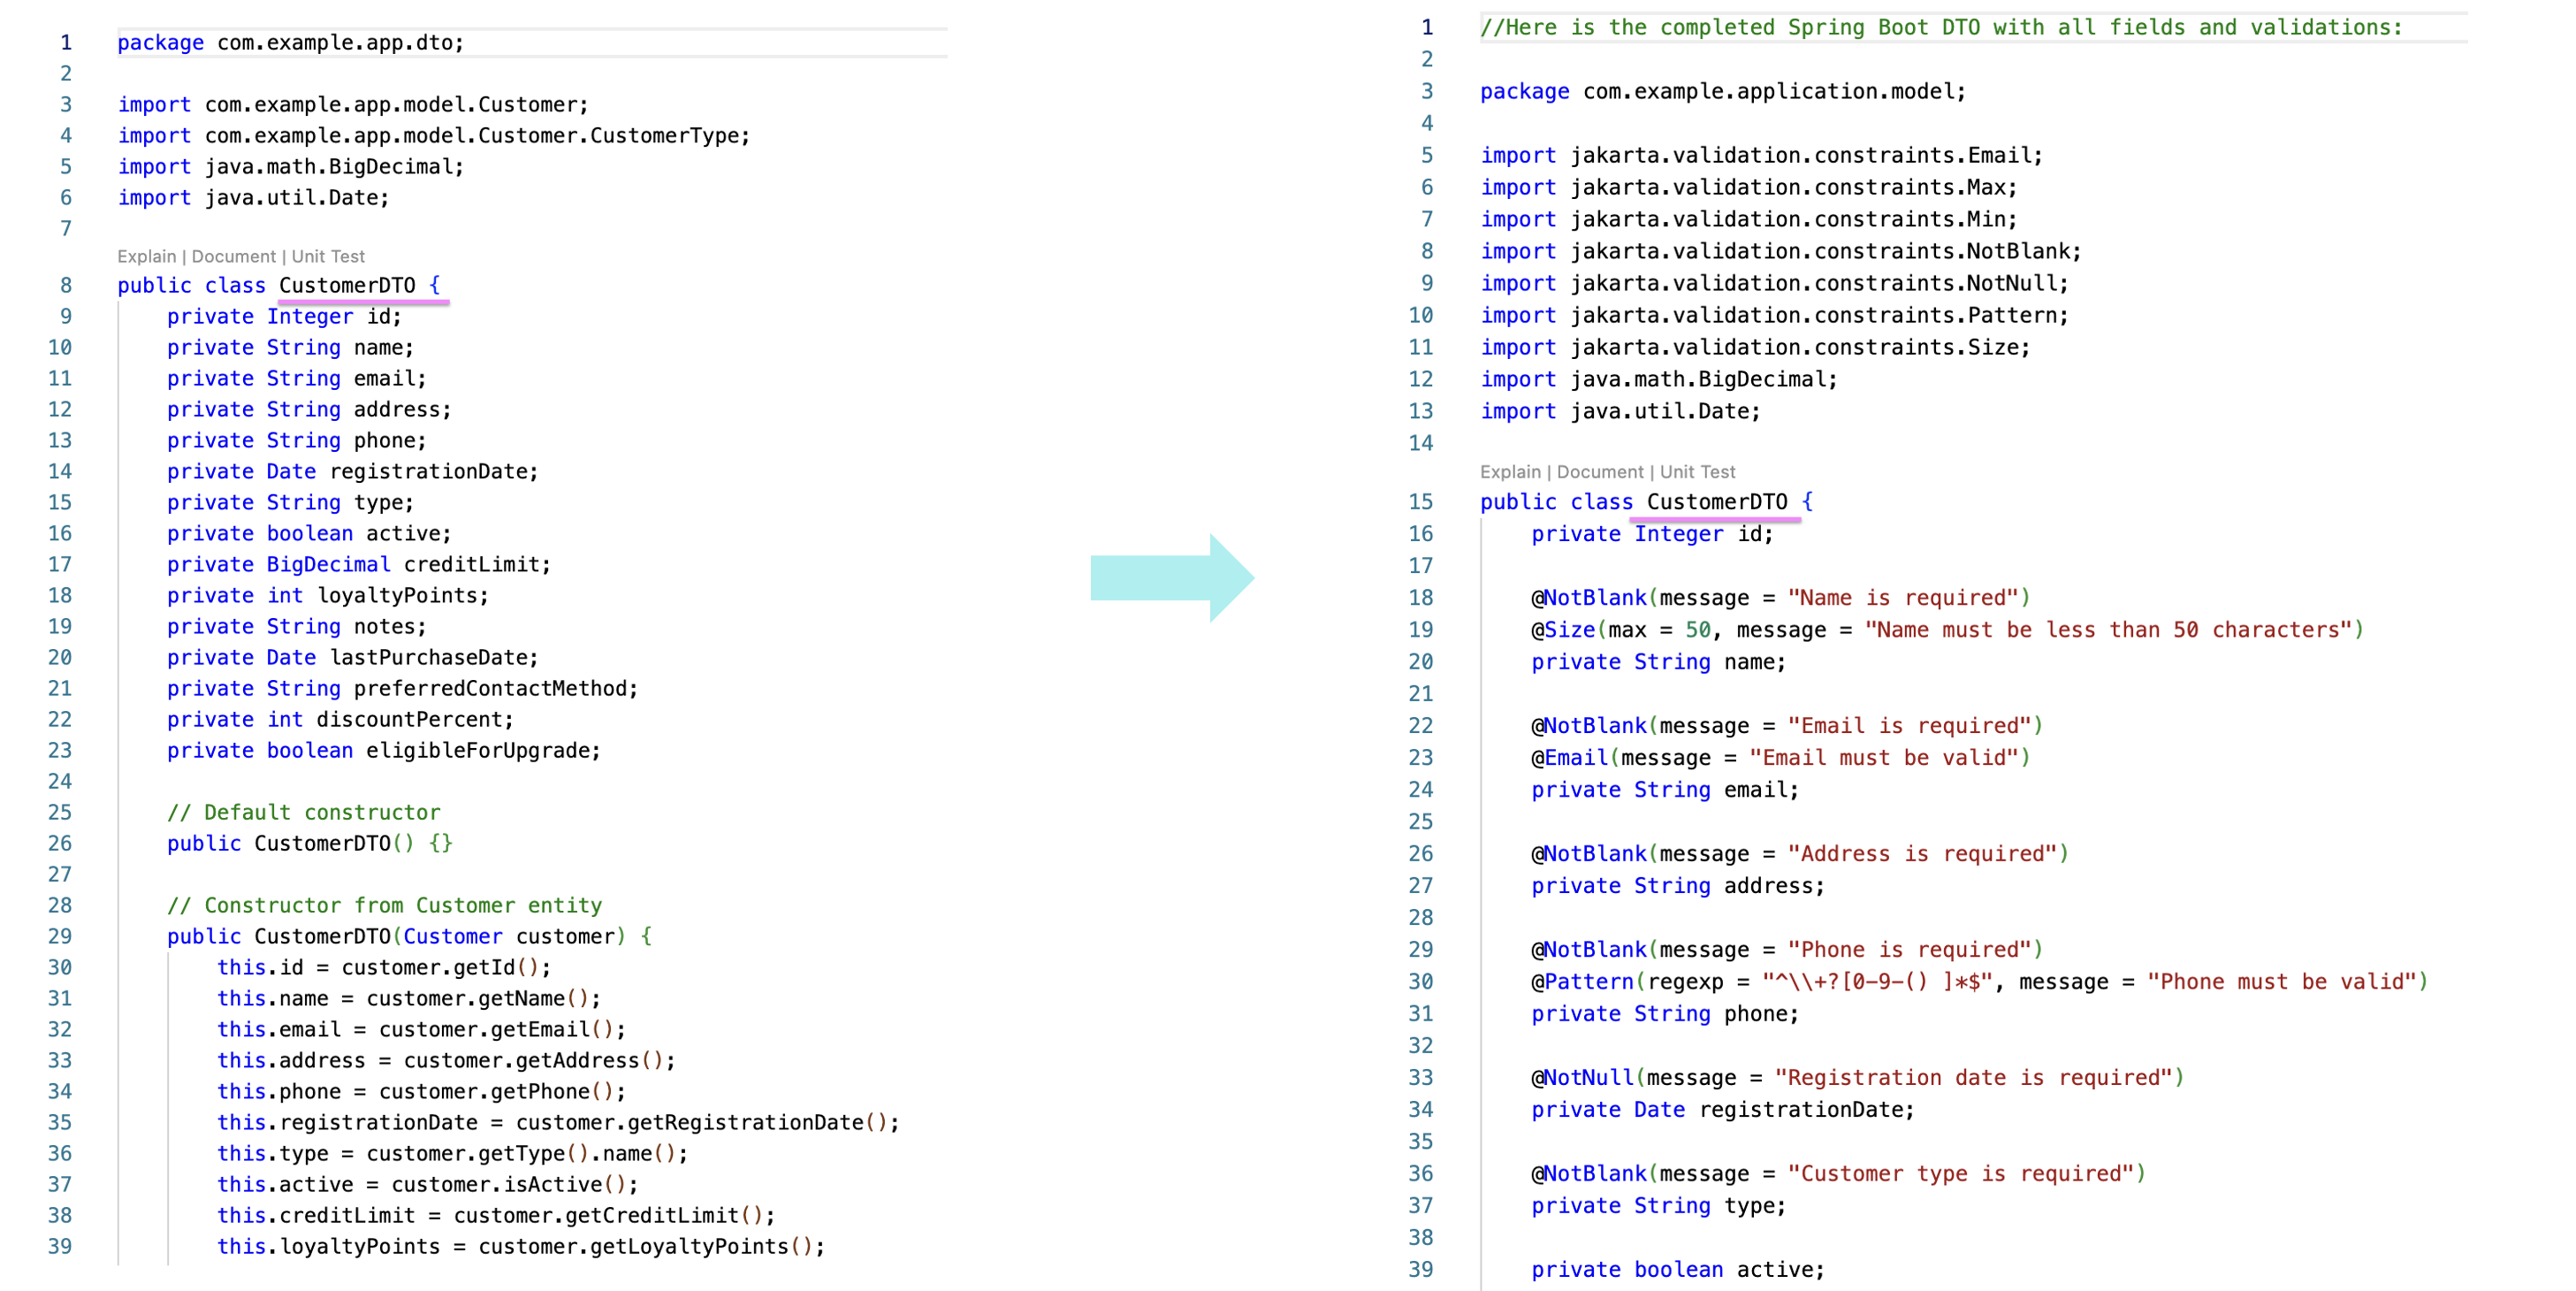 1 package com.example.app.dto;
2
3 import com.example.app.model.Customer;
4 import com.example.app.model.Customer.CustomerType;
5 import java.math.BigDecimal;
6 import java.util.Date;
7
Explain | Document | Unit Test
8 public class CustomerDTO {
9 private Integer id;
10 private String name;
11 private String email;
12 private String address;
13 private String phone;
14 private Date registrationDate;
15 private String type;
16 private boolean active;
17 private BigDecimal creditLimit;
18 private int loyaltyPoints;
19 private String notes;
20 private Date lastPurchaseDate;
21 private String preferredContactMethod;
22 private int discountPercent;
23 private boolean eligibleForUpgrade;
24
25 // Default constructor
26 public CustomerDTO() {}
27
28 // Constructor from Customer entity
29 public CustomerDTO(Customer customer) {
30 this.id = customer.getId();
31 this.name = customer.getName();
32 this.email = customer.getEmail();
33 this.address = customer.getAddress();
34 this.phone = customer.getPhone();
35 this.registrationDate = customer.getRegistrationDate();
36 this.type = customer.getType().name();
37 this.active = customer.isActive();
38 this.creditLimit = customer.getCreditLimit();
39 this.loyaltyPoints = customer.getLoyaltyPoints();
1 //Here is the completed Spring Boot DTO with all fields and validations:
2
3 package com.example.application.model;
4
5 import jakarta.validation.constraints.Email;
6 import jakarta.validation.constraints.Max;
7 import jakarta.validation.constraints.Min;
8 import jakarta.validation.constraints.NotBlank;
9 import jakarta.validation.constraints.NotNull;
10 import jakarta.validation.constraints.Pattern;
11 import jakarta.validation.constraints.Size;
12 import java.math.BigDecimal;
13 import java.util.Date;
14
Explain | Document | Unit Test
15 public class CustomerDTO {
16 private Integer id;
17
18 @NotBlank(message = "Name is required")
19 @Size(max = 50, message = "Name must be less than 50 characters")
20 private String name;
21
22 @NotBlank(message = "Email is required")
23 @Email(message = "Email must be valid")
24 private String email;
25
26 @NotBlank(message = "Address is required")
27 private String address;
28
29 @NotBlank(message = "Phone is required")
30 @Pattern(regexp = "^\\+?[0-9-() ]*$", message = "Phone must be valid")
31 private String phone;
32
33 @NotNull(message = "Registration date is required")
34 private Date registrationDate;
35
36 @NotBlank(message = "Customer type is required")
37 private String type;
38
39 private boolean active;